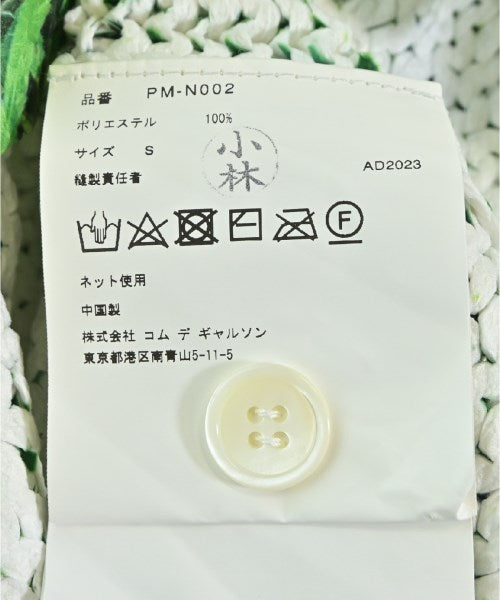 品番 PM-N002
ポリエステル 100%
サイズ S
小林
縫製責任者
AD2023
F
ネット使用
中国製
株式会社 コム デ ギャルソン
東京都港区南青山5-11-5